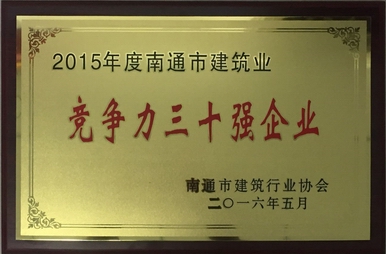 2015年度南通市建筑业
竞争力三十强企业
南通市建筑行业协会
二〇一六年五月